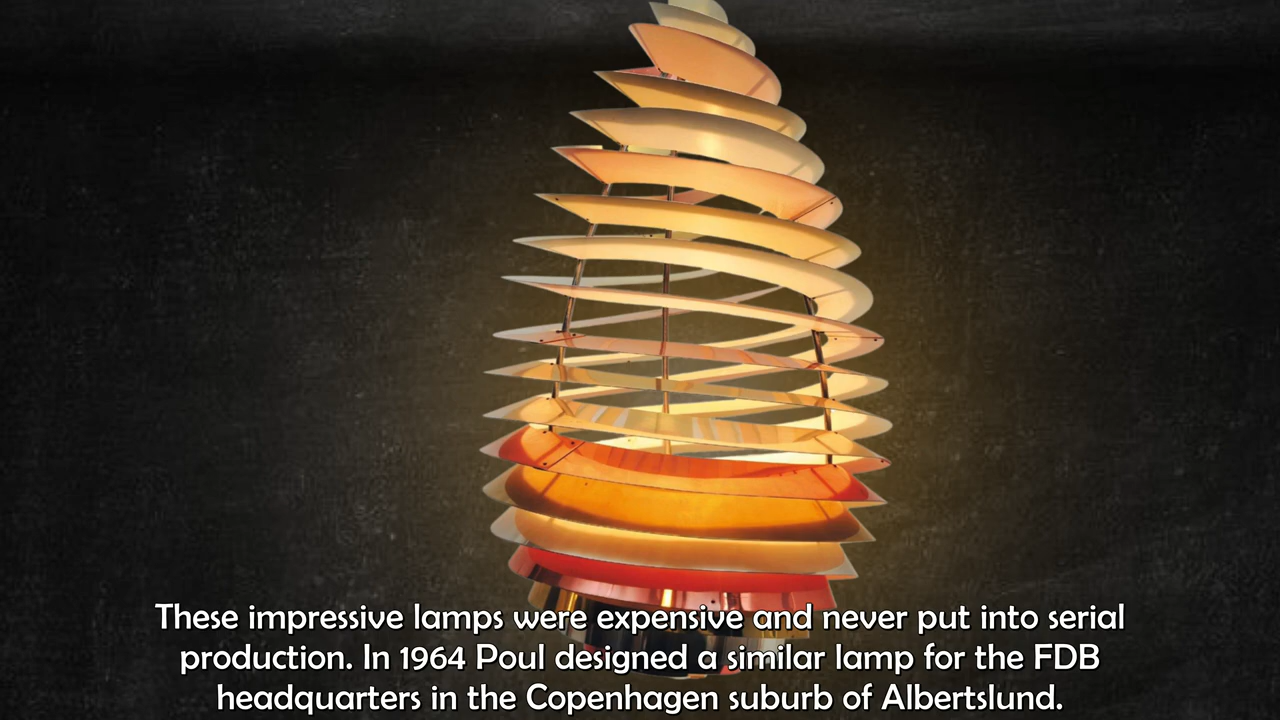 These impressive lamps were expensive and never put into serial
production. In 1964 Poul designed a similar lamp for the FDB
headquarters in the Copenhagen suburb of Albertslund.